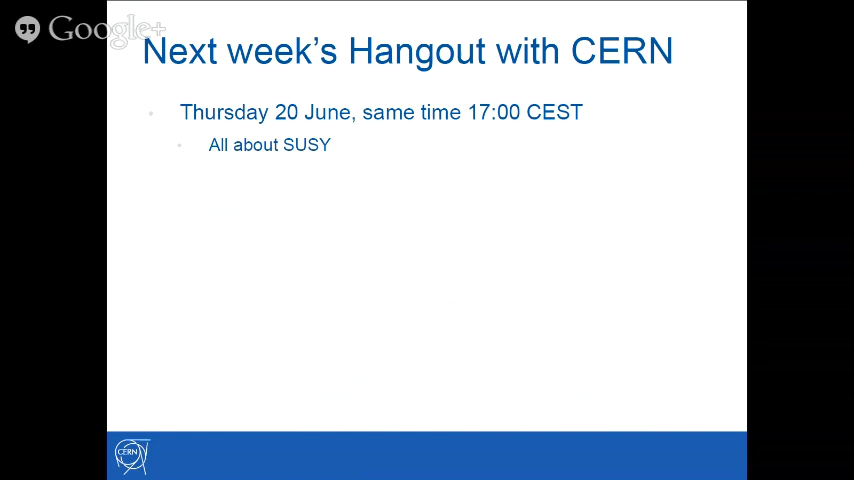 Google+
Next week's Hangout with CERN
Thursday 20 June, same time 17:00 CEST
All about SUSY
CERN